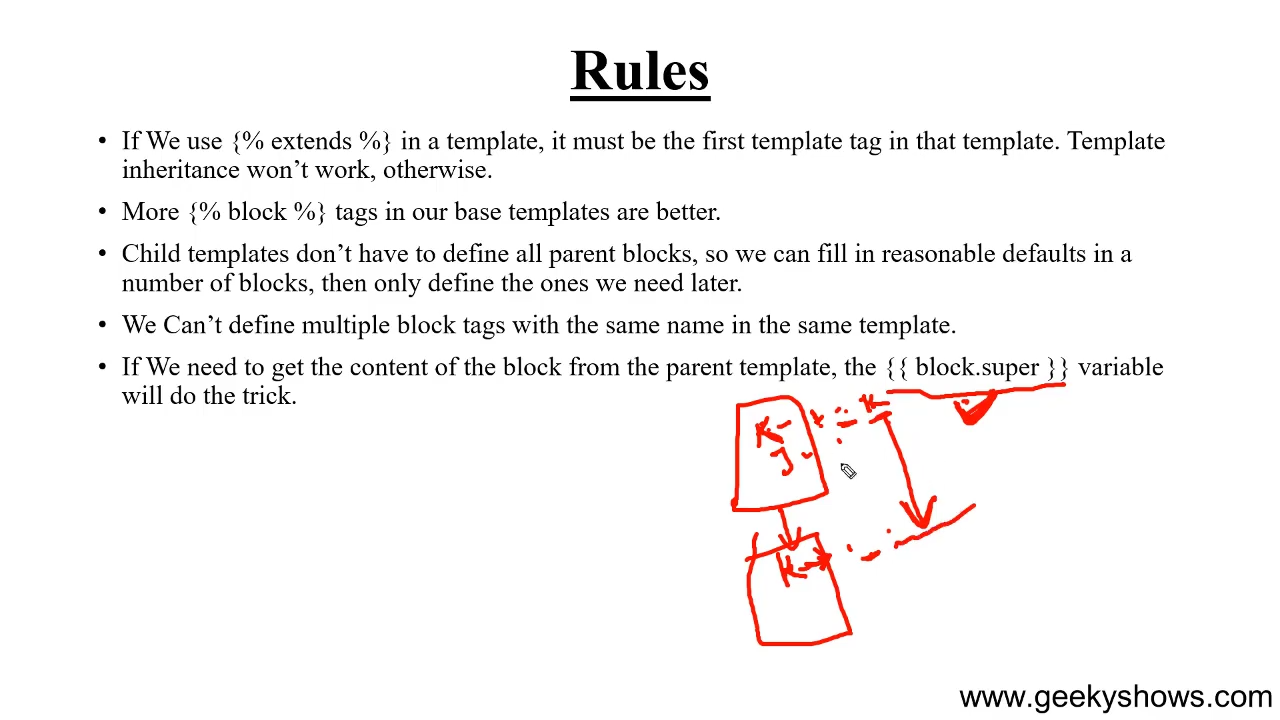 Rules
• If We use {% extends %} in a template, it must be the first template tag in that template. Template
inheritance won’t work, otherwise.
• More {% block %} tags in our base templates are better.
• Child templates don’t have to define all parent blocks, so we can fill in reasonable defaults in a
number of blocks, then only define the ones we need later.
• We Can’t define multiple block tags with the same name in the same template.
• If We need to get the content of the block from the parent template, the {{ block.super }} variable
will do the trick.
K
J
K
www.geekyshows.com